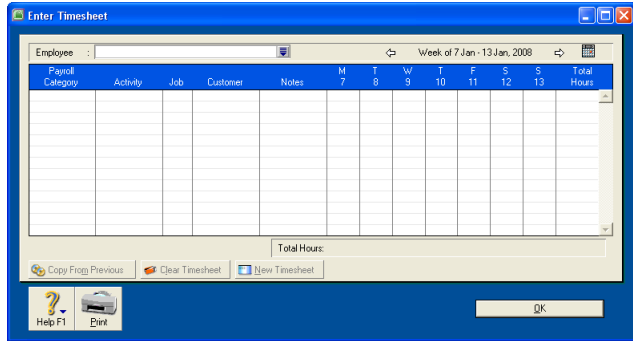 Enter Timesheet
Employee : Week of 7 Jan - 13 Jan, 2008
Payroll Category Activity Job Customer Notes M 7 T 8 W 9 T 10 F 11 S 12 S 13 Total Hours
Total Hours:
Copy From Previous Clear Timesheet New Timesheet
Help F1 Print OK